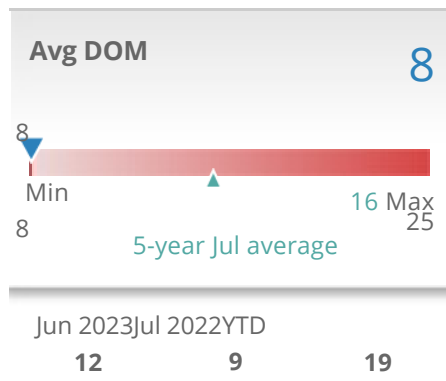 Avg DOM 8
8
Min 16 Max
8 25
5-year Jul average
Jun 2023Jul 2022YTD
12 9 19